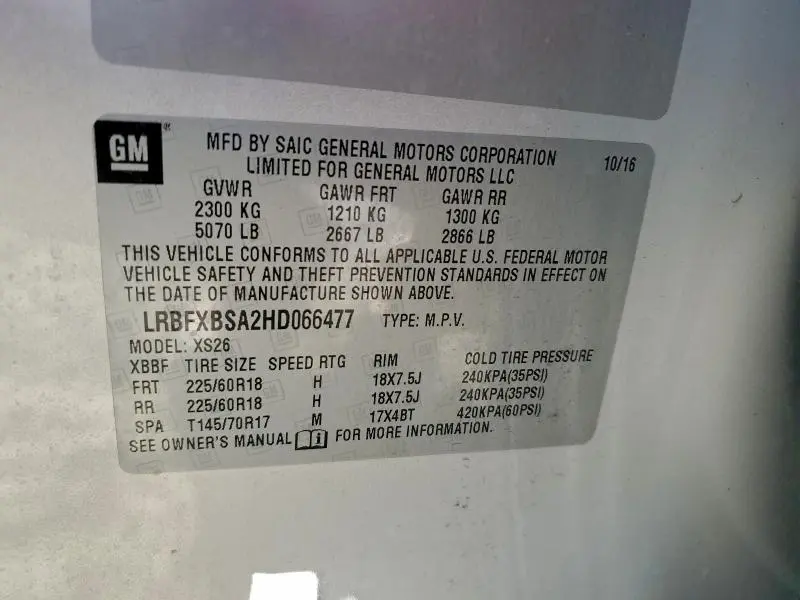 GM
MFD BY SAIC GENERAL MOTORS CORPORATION 10/16
LIMITED FOR GENERAL MOTORS LLC
GVWR GAWR FRT GAWR RR
2300 KG 1210 KG 1300 KG
5070 LB 2667 LB 2866 LB
THIS VEHICLE CONFORMS TO ALL APPLICABLE U.S. FEDERAL MOTOR
VEHICLE SAFETY AND THEFT PREVENTION STANDARDS IN EFFECT ON
THE DATE OF MANUFACTURE SHOWN ABOVE.
LRBFXBSA2HD066477 TYPE: M.P.V.
MODEL: XS26
XBBF TIRE SIZE SPEED RTG RIM COLD TIRE PRESSURE
FRT 225/60R18 H 18X7.5J 240KPA(35PSI)
RR 225/60R18 H 18X7.5J 240KPA(35PSI)
SPA T145/70R17 M 17X4BT 420KPA(60PSI)
SEE OWNER'S MANUAL i FOR MORE INFORMATION.